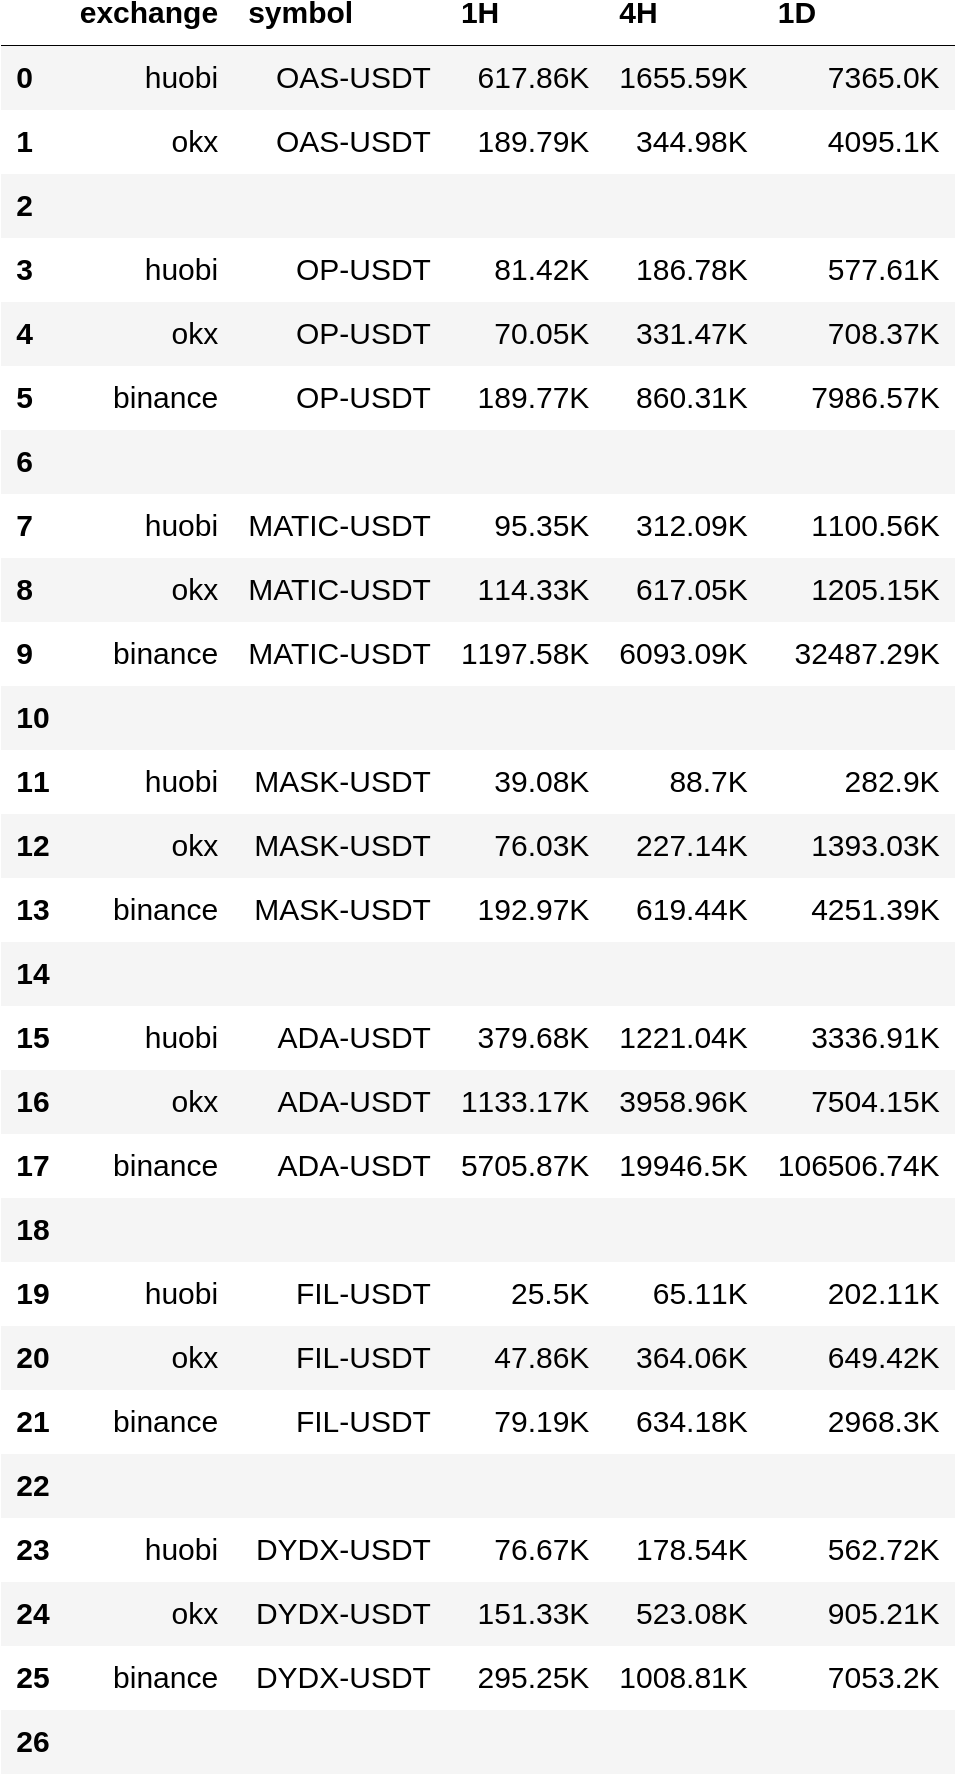 exchange symbol 1H 4H 1D
0 huobi OAS-USDT 617.86K 1655.59K 7365.0K
1 okx OAS-USDT 189.79K 344.98K 4095.1K
2
3 huobi OP-USDT 81.42K 186.78K 577.61K
4 okx OP-USDT 70.05K 331.47K 708.37K
5 binance OP-USDT 189.77K 860.31K 7986.57K
6
7 huobi MATIC-USDT 95.35K 312.09K 1100.56K
8 okx MATIC-USDT 114.33K 617.05K 1205.15K
9 binance MATIC-USDT 1197.58K 6093.09K 32487.29K
10
11 huobi MASK-USDT 39.08K 88.7K 282.9K
12 okx MASK-USDT 76.03K 227.14K 1393.03K
13 binance MASK-USDT 192.97K 619.44K 4251.39K
14
15 huobi ADA-USDT 379.68K 1221.04K 3336.91K
16 okx ADA-USDT 1133.17K 3958.96K 7504.15K
17 binance ADA-USDT 5705.87K 19946.5K 106506.74K
18
19 huobi FIL-USDT 25.5K 65.11K 202.11K
20 okx FIL-USDT 47.86K 364.06K 649.42K
21 binance FIL-USDT 79.19K 634.18K 2968.3K
22
23 huobi DYDX-USDT 76.67K 178.54K 562.72K
24 okx DYDX-USDT 151.33K 523.08K 905.21K
25 binance DYDX-USDT 295.25K 1008.81K 7053.2K
26